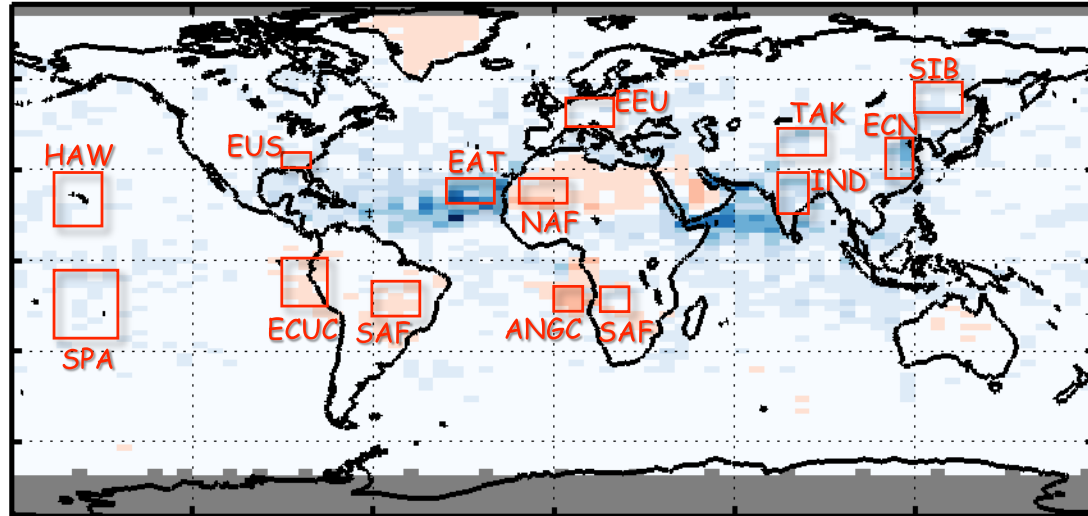 SIB
EEU
TAK
ECN
EUS
HAW
EAT
IND
NAF
ECUC
SAF
ANGC
SAF
SPA